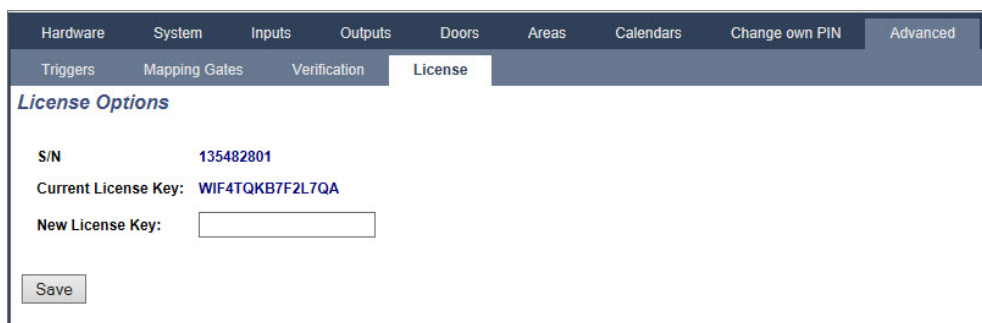 Hardware System Inputs Outputs Doors Areas Calendars Change own PIN Advanced
Triggers Mapping Gates Verification License
License Options
S/N 135482801
Current License Key: WIF4TQKB7F2L7QA
New License Key:
Save